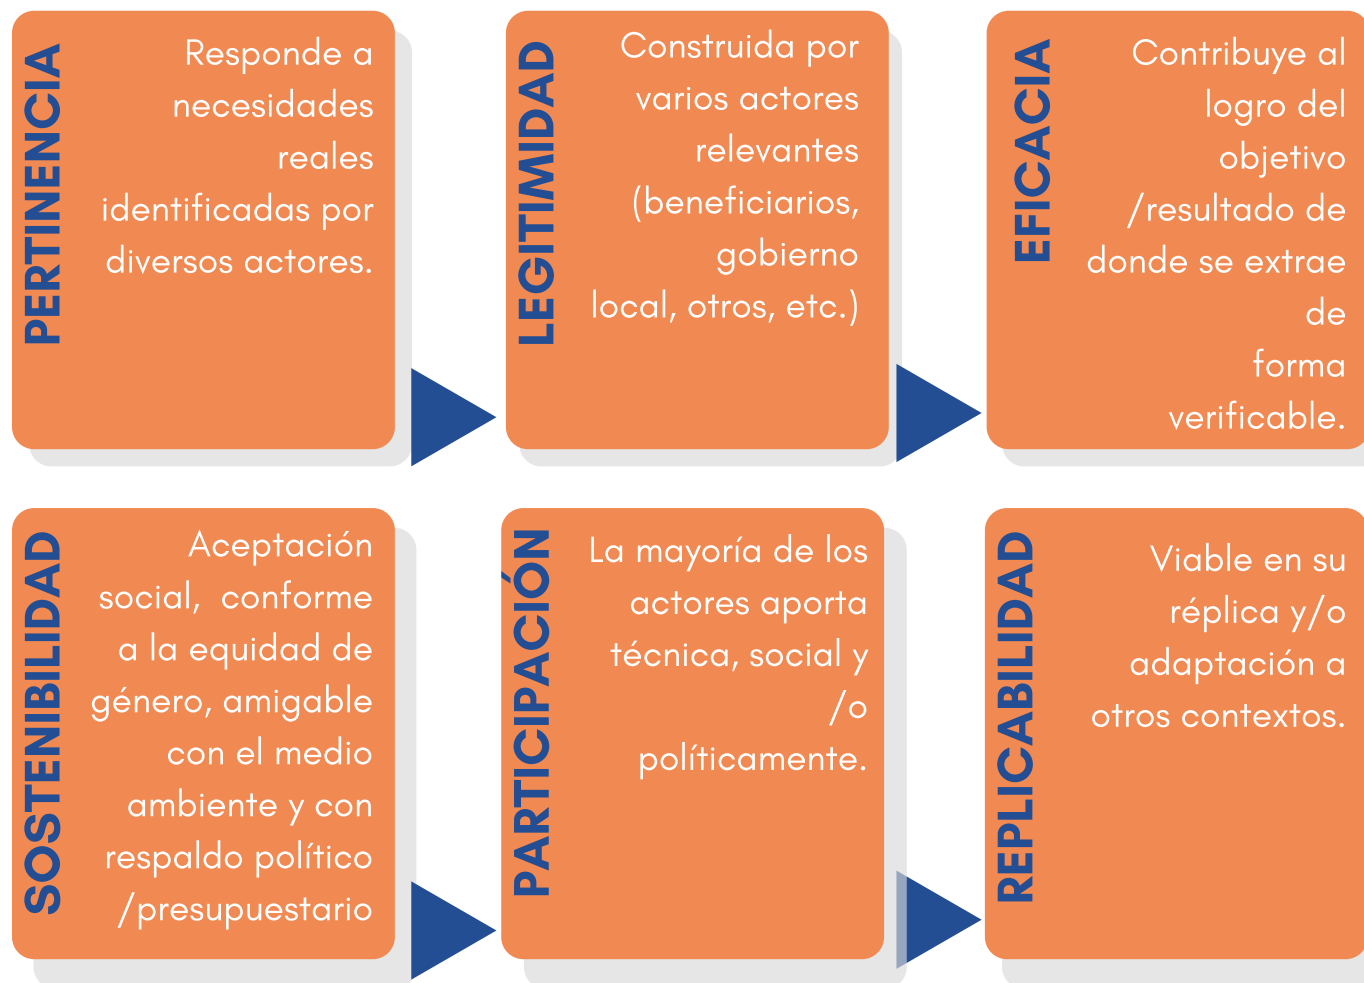 PERTINENCIA
Responde a
necesidades
reales
identificadas por
diversos actores.
LEGITIMIDAD
Construida por
varios actores
relevantes
(beneficiarios,
gobierno
local, otros, etc.)
EFICACIA
Contribuye al
logro del
objetivo
/resultado de
donde se extrae
de
forma
verificable.
SOSTENIBILIDAD
Aceptación
social,  conforme
a la equidad de
género, amigable
con el medio
ambiente y con
respaldo político
/presupuestario
PARTICIPACIÓN
La mayoría de los
actores aporta
técnica, social y
/o
políticamente.
REPLICABILIDAD
Viable en su
réplica y/o
adaptación a
otros contextos.